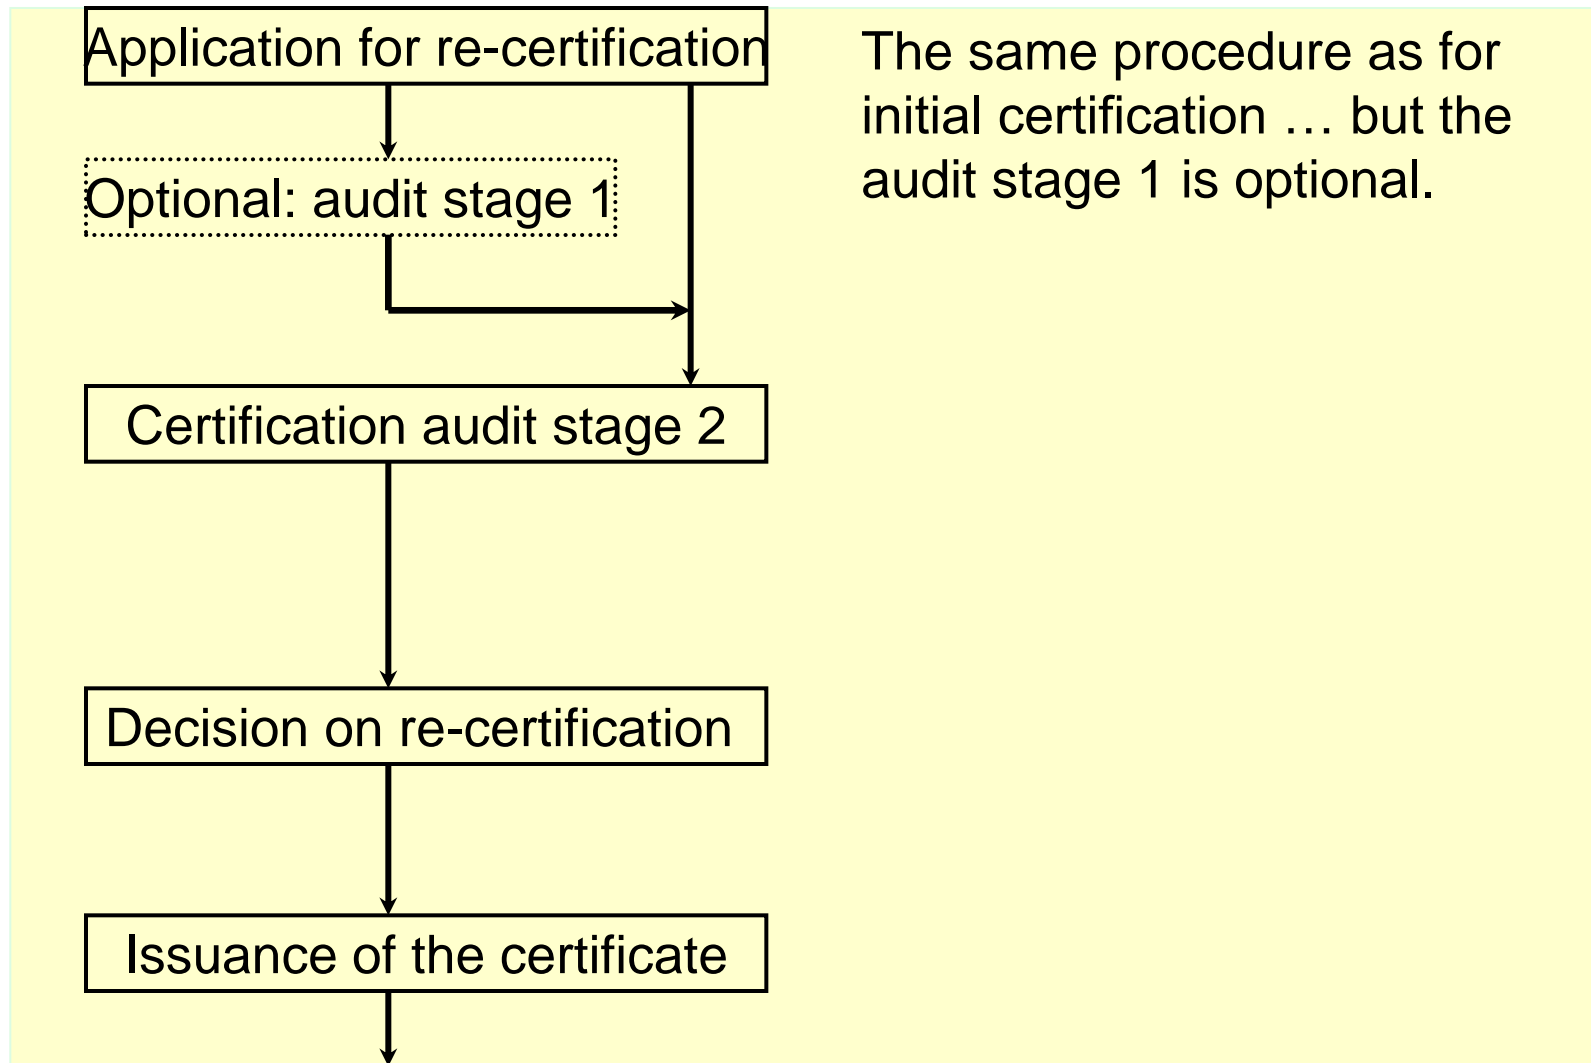 Application for re-certification
The same procedure as for
initial certification … but the
audit stage 1 is optional.
Optional: audit stage 1
Certification audit stage 2
Decision on re-certification
Issuance of the certificate